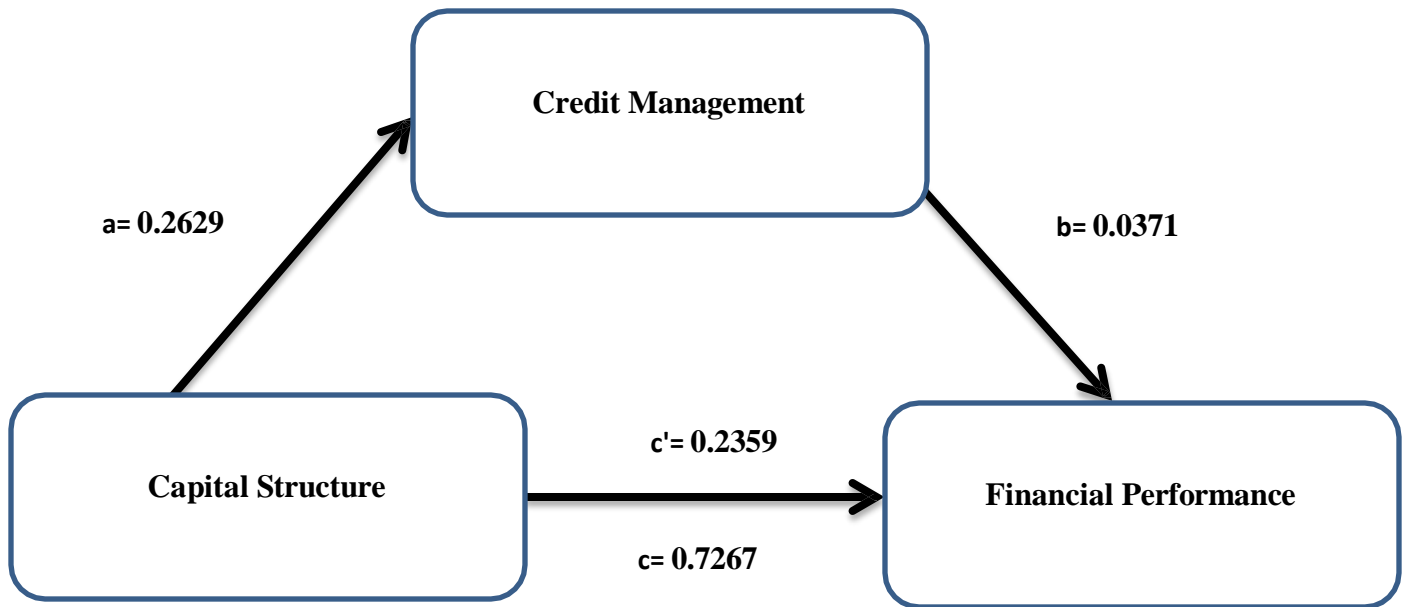 Credit Management
a= 0.2629
b= 0.0371
c'= 0.2359
Capital Structure
Financial Performance
c= 0.7267